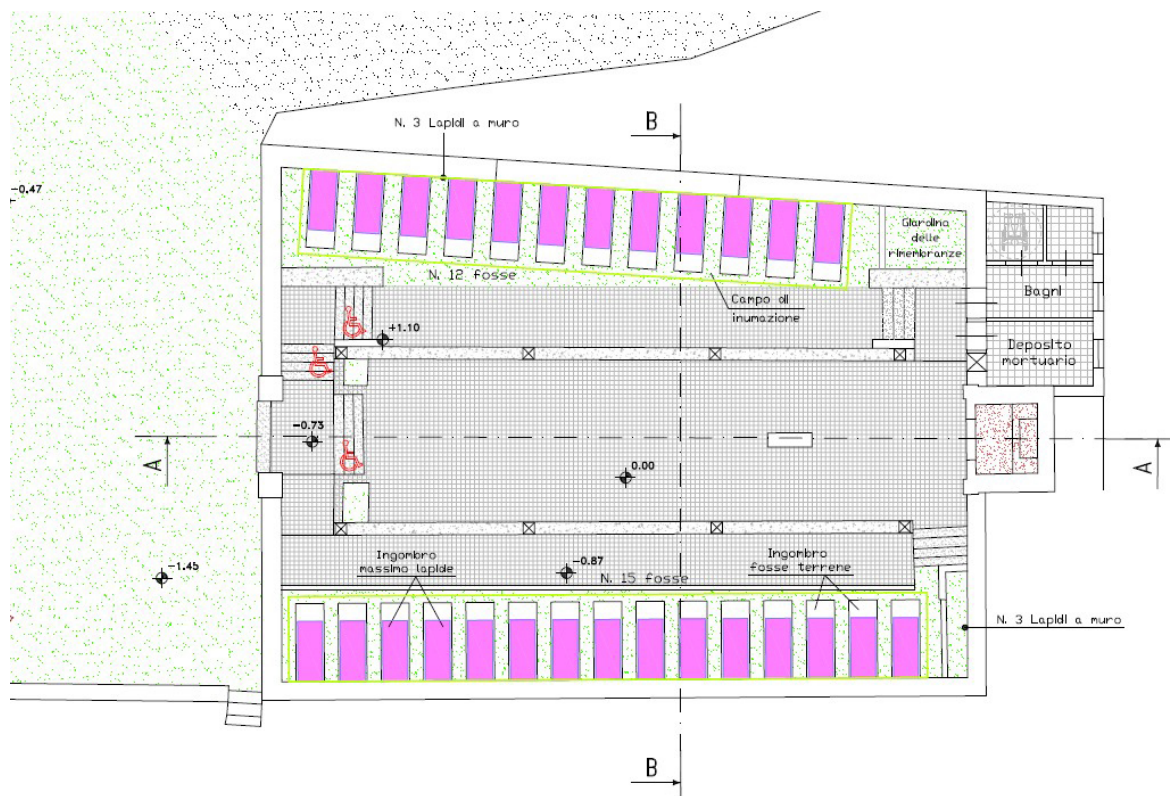 B
N. 3 Lapidi a muro
-0.47
Giardino
delle
rimembranze
N. 12 fosse
Campo di
inumazione
Bagni
+1.10
Deposito
mortuario
-0.73
A
0.00
A
Ingombro
massimo lapide
-0.87
Ingombro
fosse terrene
N. 15 fosse
-1.45
N. 3 Lapidi a muro
B